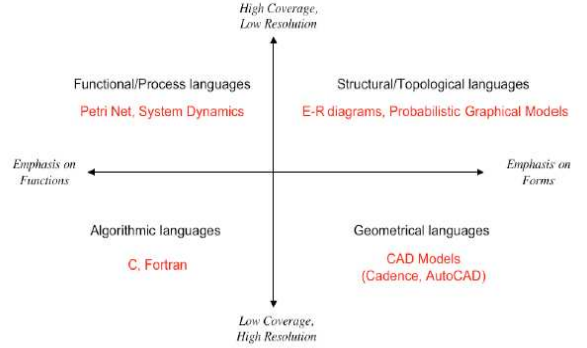 High Coverage,
Low Resolution
Functional/Process languages
Petri Net, System Dynamics
Structural/Topological languages
E-R diagrams, Probabilistic Graphical Models
Emphasis on
Functions
Emphasis on
Forms
Algorithmic languages
C, Fortran
Geometrical languages
CAD Models
(Cadence, AutoCAD)
Low Coverage,
High Resolution